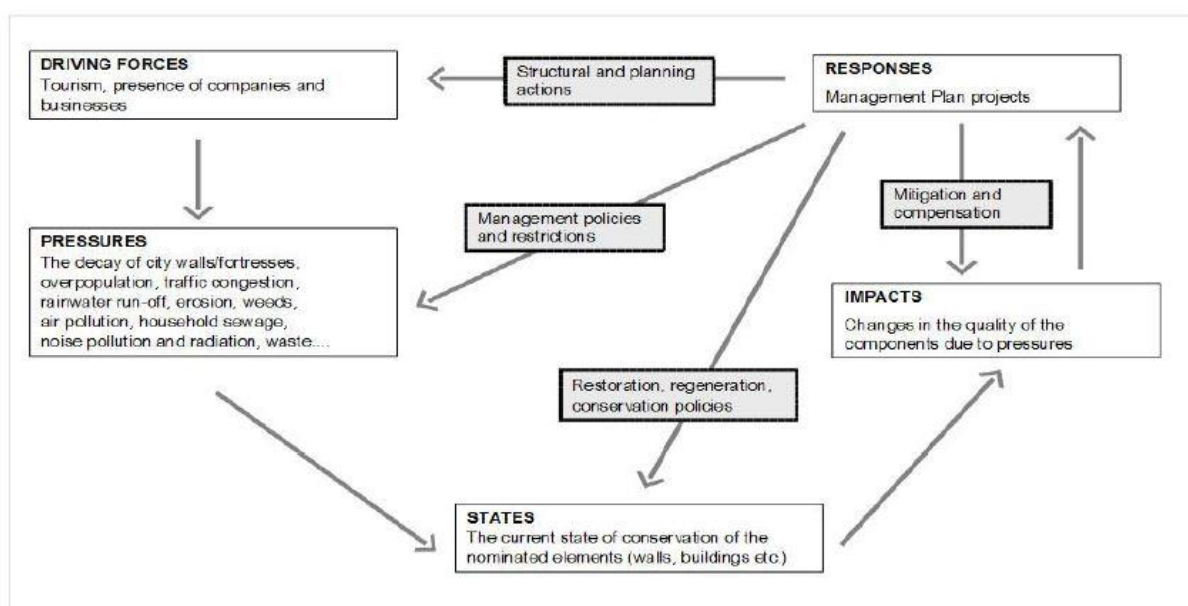 DRIVING FORCES
Tourism, presence of companies and
businesses
Structural and planning
actions
RESPONSES
Management Plan projects
Management policies
and restrictions
Mitigation and
compensation
PRESSURES
The decay of city walls/fortresses,
overpopulation, traffic congestion,
rainwater run-off, erosion, weeds,
air pollution, household sewage,
noise pollution and radiation, waste....
IMPACTS
Changes in the quality of the
components due to pressures
Restoration, regeneration,
conservation policies
STATES
The current state of conservation of the
nominated elements (walls, buildings etc.)